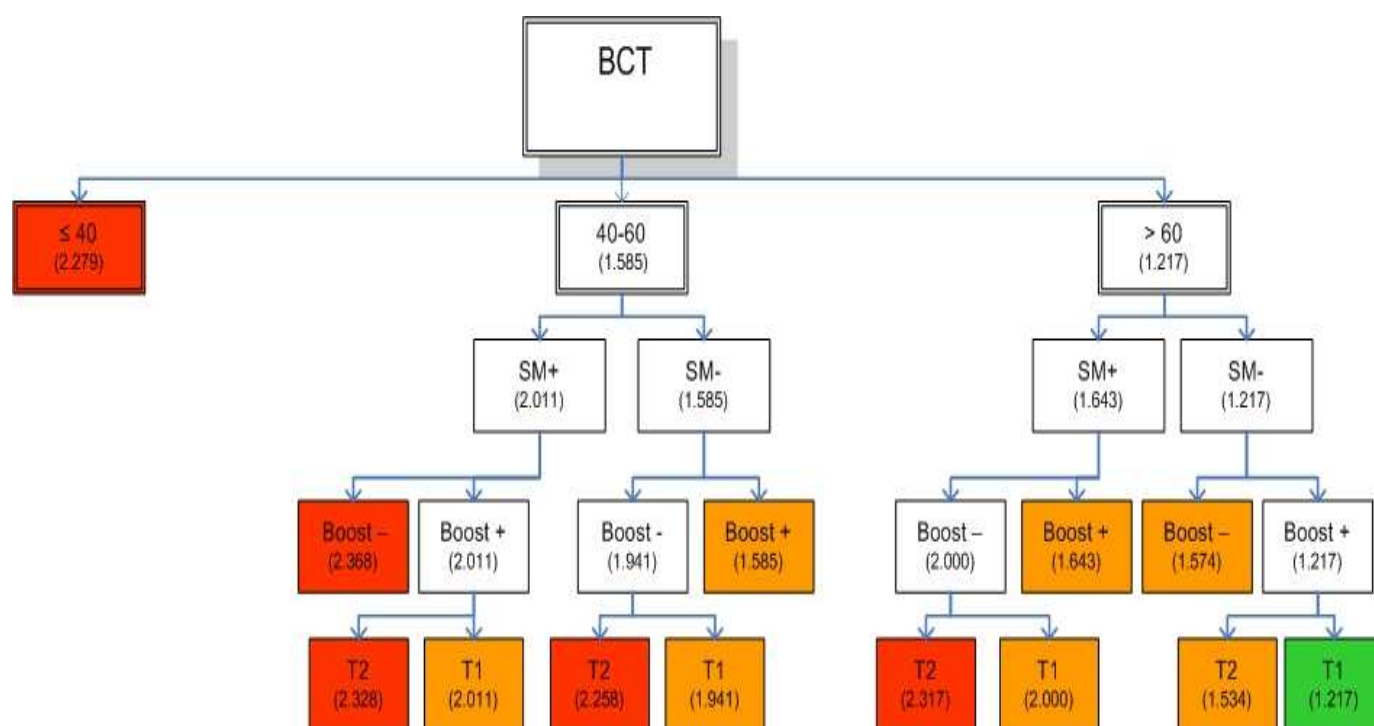 BCT
≤ 40
(2.279)
40-60
(1.585)
> 60
(1.217)
SM+
(2.011)
SM-
(1.585)
SM+
(1.643)
SM-
(1.217)
Boost –
(2.368)
Boost +
(2.011)
Boost -
(1.941)
Boost +
(1.585)
Boost –
(2.000)
Boost +
(1.643)
Boost –
(1.574)
Boost +
(1.217)
T2
(2.328)
T1
(2.011)
T2
(2.258)
T1
(1.941)
T2
(2.317)
T1
(2.000)
T2
(1.534)
T1
(1.217)